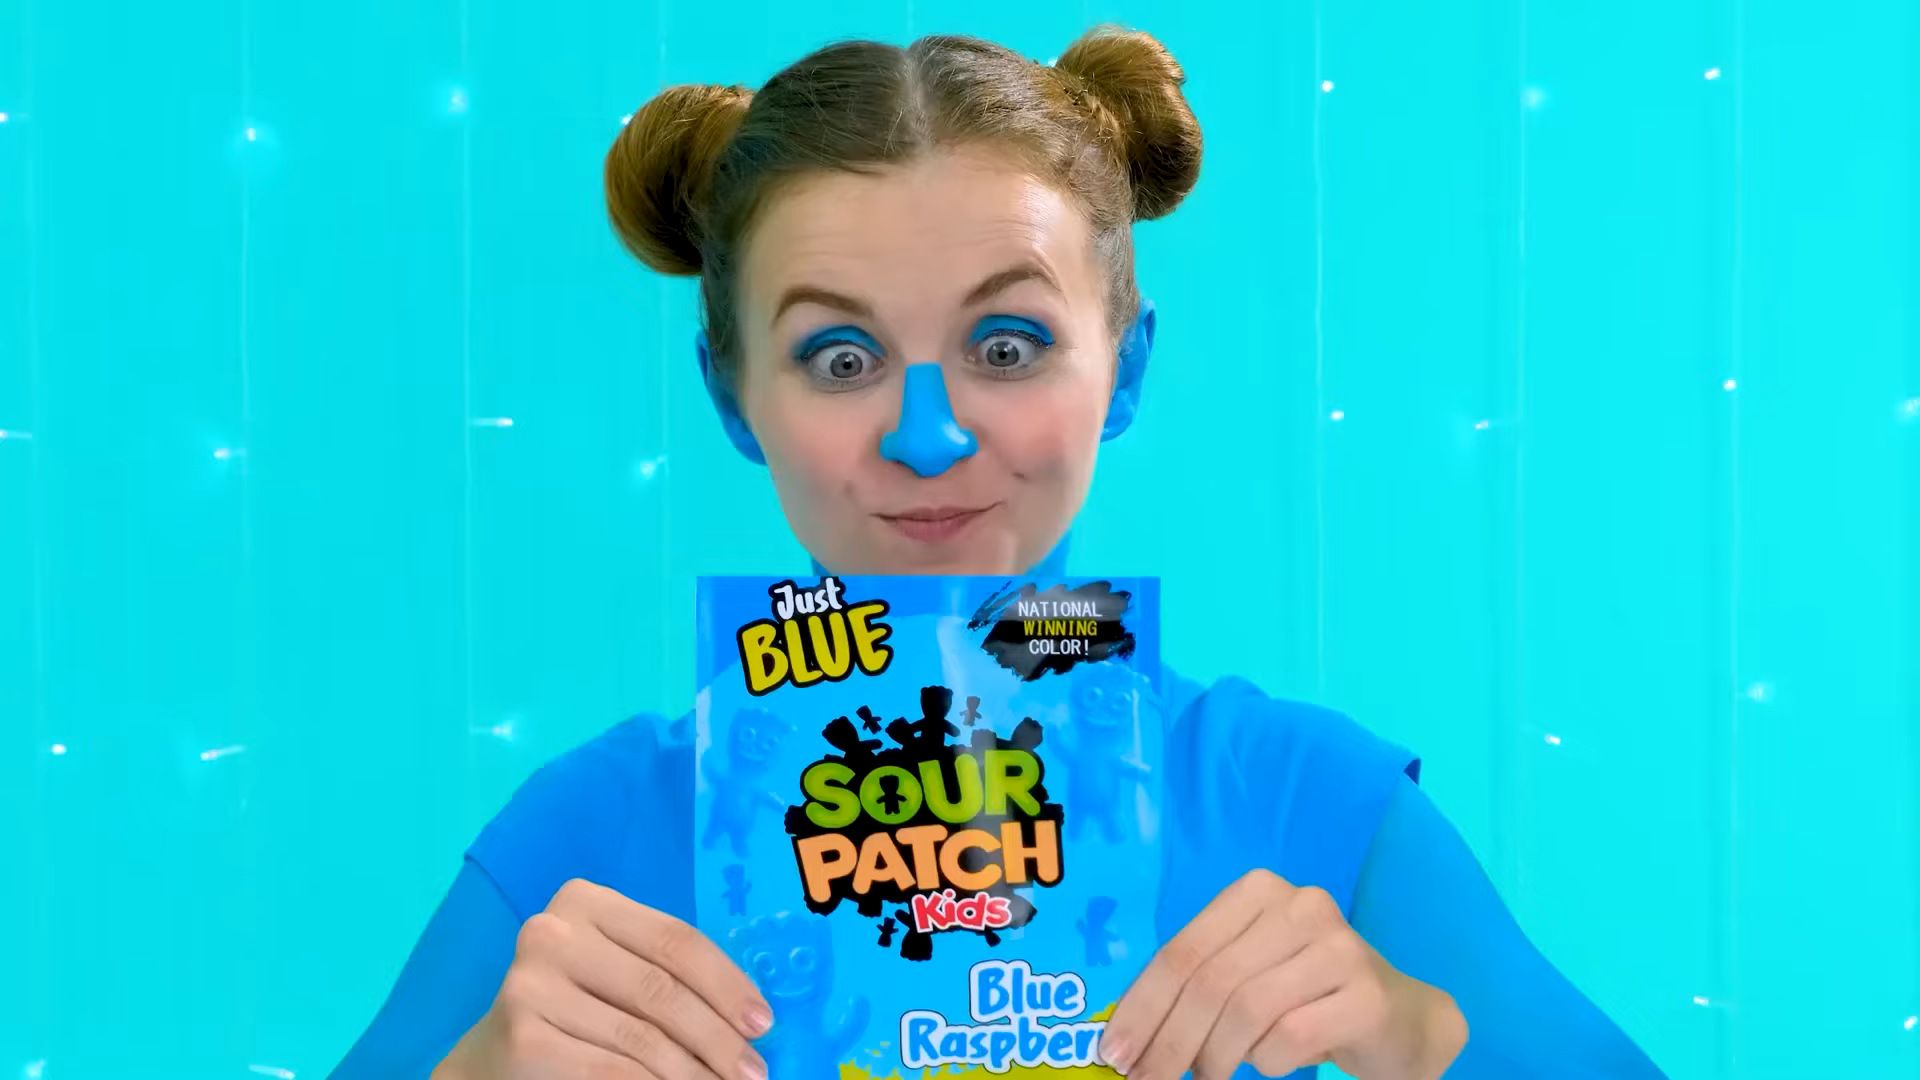 Just
BLUE
NATIONAL
WINNING
COLOR!
SOUR
PATCH
Kids
Blue